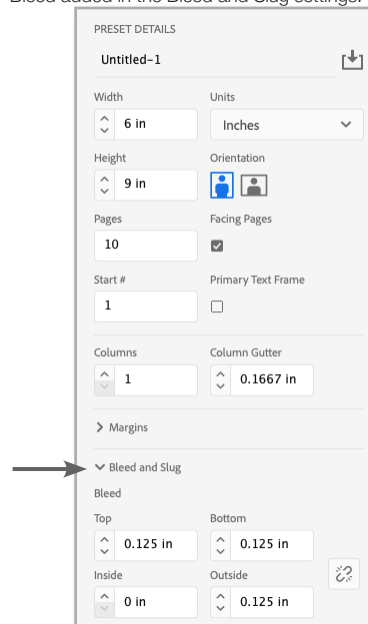 Bleed added in the Bleed and Slug settings.
PRESET DETAILS
Untitled-1
Width Units
6 in Inches
Height Orientation
9 in
Pages Facing Pages
10
Start # Primary Text Frame
1
Columns Column Gutter
1 0.1667 in
Margins
Bleed and Slug
Bleed
Top Bottom
0.125 in 0.125 in
Inside Outside
0 in 0.125 in